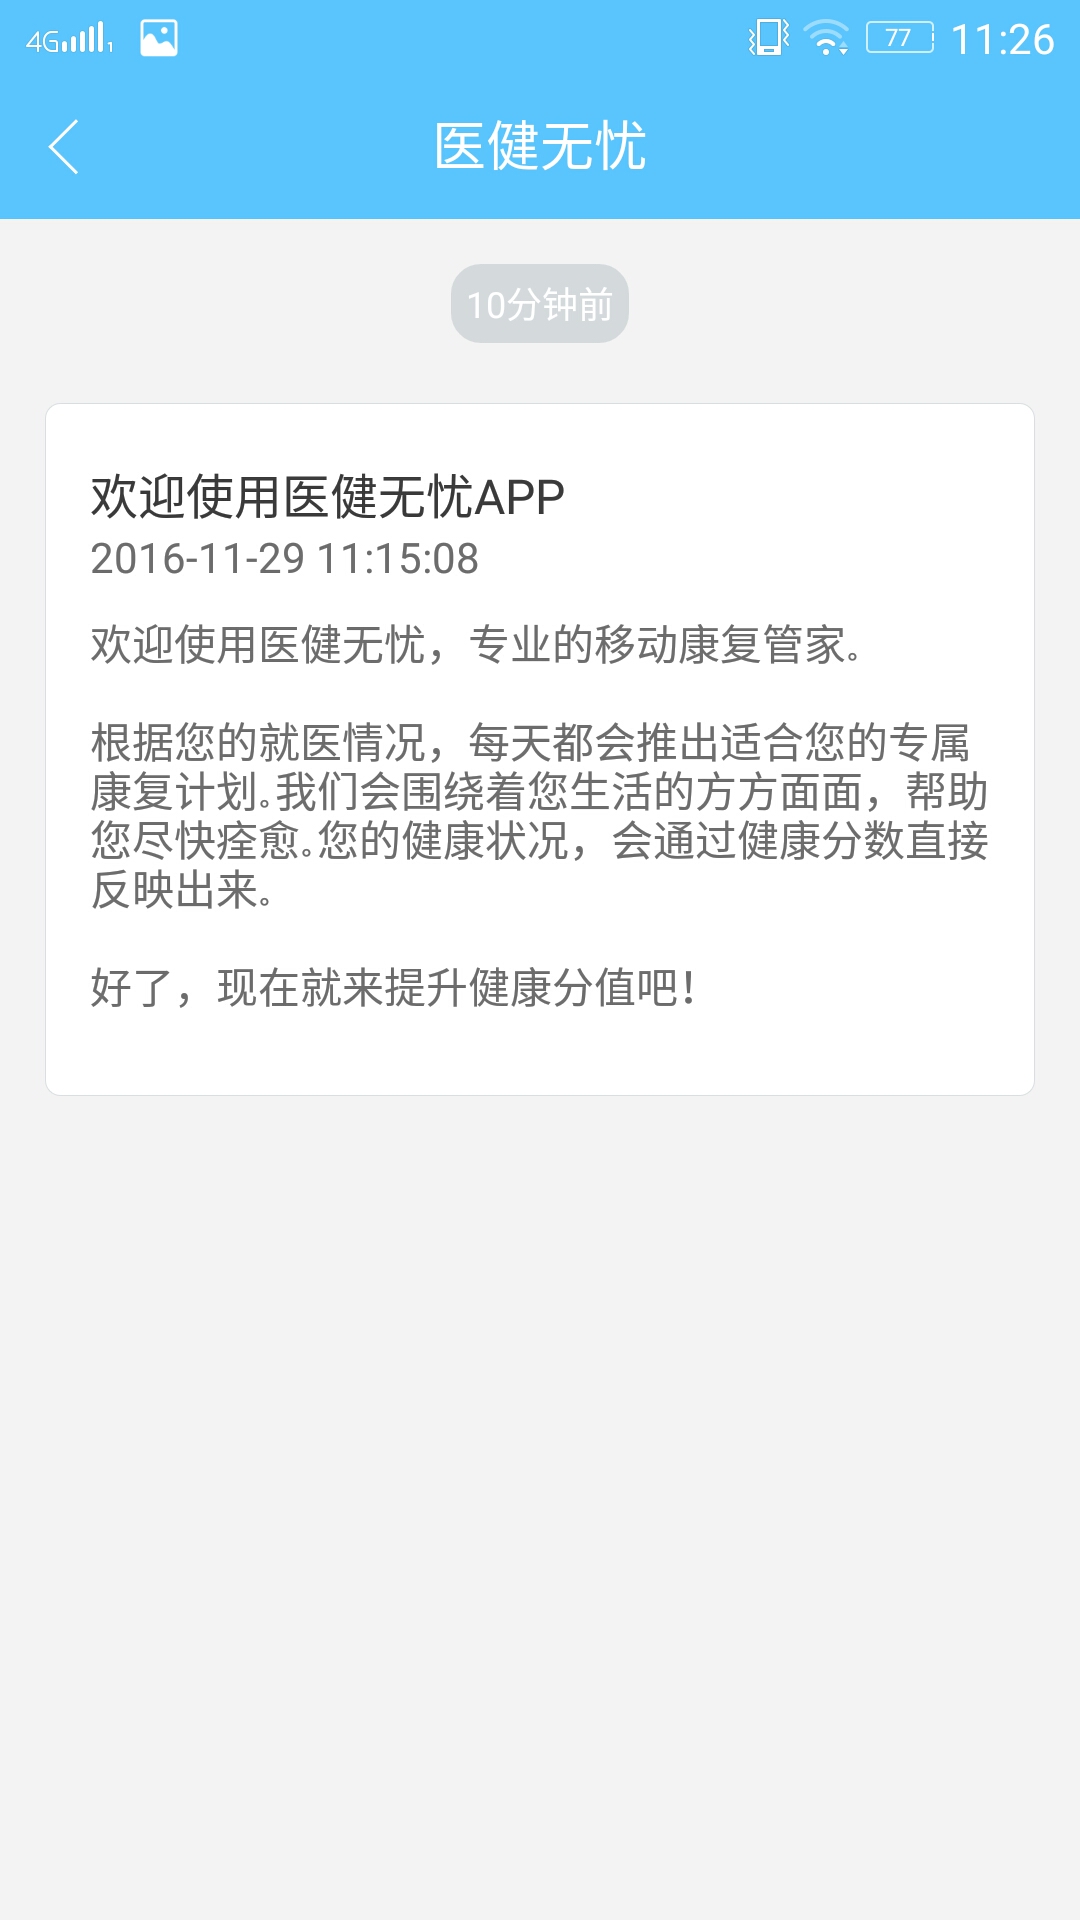 4G 1 77 11:26
医健无忧
10分钟前
欢迎使用医健无忧APP
2016-11-29 11:15:08
欢迎使用医健无忧，专业的移动康复管家。
根据您的就医情况，每天都会推出适合您的专属
康复计划。我们会围绕着您生活的方方面面，帮助
您尽快痊愈。您的健康状况，会通过健康分数直接
反映出来。
好了，现在就来提升健康分值吧！